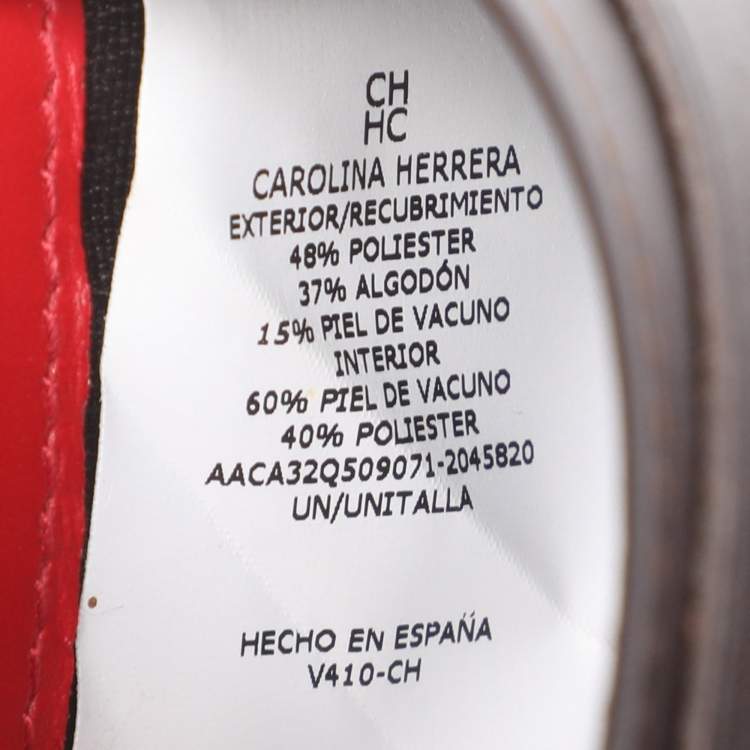 CH
HC
CAROLINA HERRERA
EXTERIOR/RECUBRIMIENTO
48% POLIESTER
37% ALGODÓN
15% PIEL DE VACUNO
INTERIOR
60% PIEL DE VACUNO
40% POLIESTER
AACA32Q509071-2045820
UN/UNITALLA
HECHO EN ESPAÑA
V410-CH